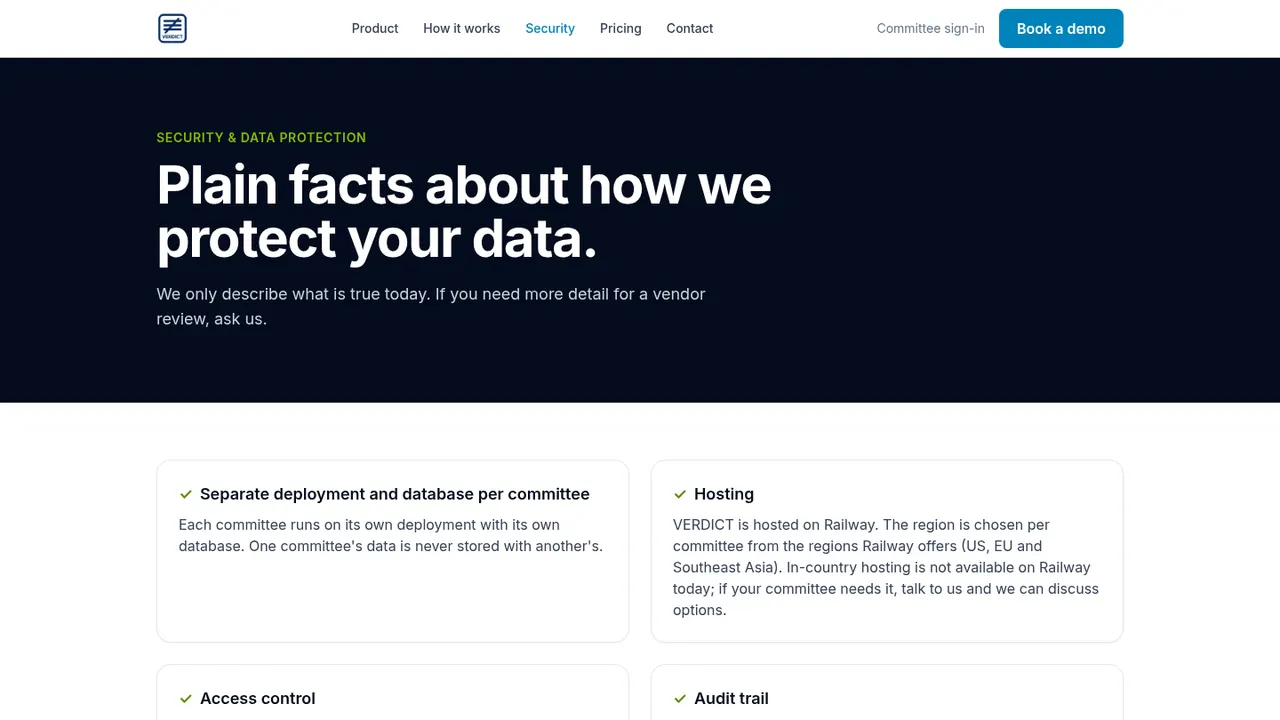 VERDICT
Product
How it works
Security
Pricing
Contact
Committee sign-in
Book a demo
SECURITY & DATA PROTECTION
Plain facts about how we
protect your data.
We only describe what is true today. If you need more detail for a vendor
review, ask us.
Separate deployment and database per committee
Each committee runs on its own deployment with its own
database. One committee's data is never stored with another's.
Hosting
VERDICT is hosted on Railway. The region is chosen per
committee from the regions Railway offers (US, EU and
Southeast Asia). In-country hosting is not available on Railway
today; if your committee needs it, talk to us and we can discuss
options.
Access control
Audit trail